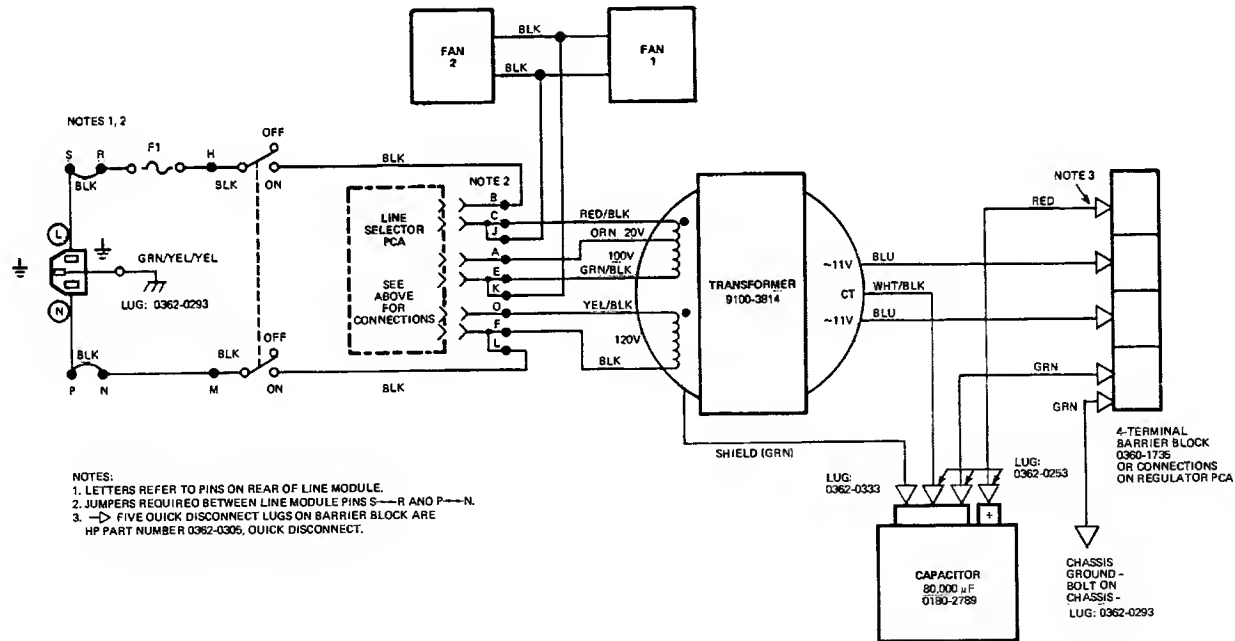 FAN
2
BLK
BLK
FAN
1
NOTES 1, 2
S
R
F1
H
OFF
BLK
BLK
ON
BLK
L
GRN/YEL/YEL
LUG: 0362-0293
N
BLK
P
N
BLK
M
OFF
ON
BLK
LINE
SELECTOR
PCA
SEE
ABOVE
FOR
CONNECTIONS
NOTE 2
B
C
J
A
E
K
O
F
L
RED/BLK
ORN 20V
100V
GRN/BLK
YEL/BLK
120V
BLK
TRANSFORMER
9100-3814
~11V
CT
~11V
BLU
WHT/BLK
BLU
RED
NOTE 3
GRN
GRN
4-TERMINAL
BARRIER BLOCK
0360-1735
OR CONNECTIONS
ON REGULATOR PCA
SHIELD (GRN)
LUG:
0362-0333
LUG:
0362-0253
+
CAPACITOR
80,000 µF
0180-2789
CHASSIS
GROUND -
BOLT ON
CHASSIS -
LUG: 0362-0293
NOTES:
1. LETTERS REFER TO PINS ON REAR OF LINE MODULE.
2. JUMPERS REQUIRED BETWEEN LINE MODULE PINS S—R AND P—N.
3. —▷ FIVE QUICK DISCONNECT LUGS ON BARRIER BLOCK ARE
HP PART NUMBER 0362-0305, QUICK DISCONNECT.